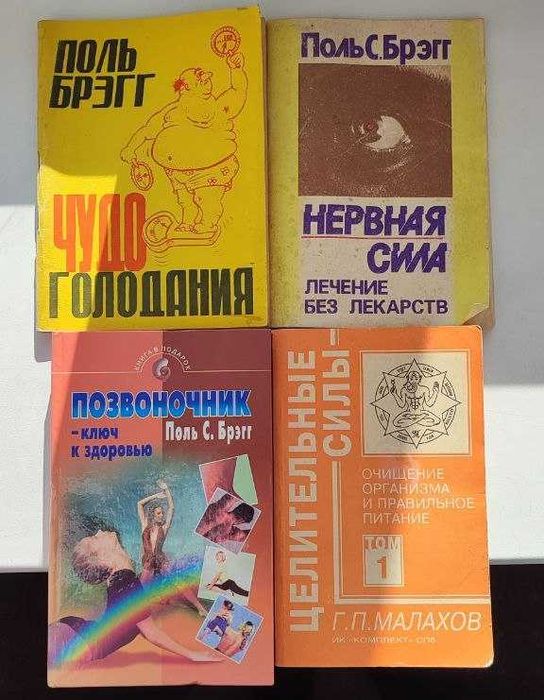 ПОЛЬ
БРЭГГ
ЧУДО
ГОЛОДАНИЯ
Поль С. Брэгг
НЕРВНАЯ
СИЛА
ЛЕЧЕНИЕ
БЕЗ ЛЕКАРСТВ
КНИГА В ПОДАРОК
ПОЗВОНОЧНИК
-ключ
к здоровью
Поль С. Брэгг
ЦЕЛИТЕЛЬНЫЕ
СИЛЫ
ОЧИЩЕНИЕ
ОРГАНИЗМА
И ПРАВИЛЬНОЕ
ПИТАНИЕ
ТОМ
1
Г.П.МАЛАХОВ
ИК «КОМПЛЕКТ» СПБ